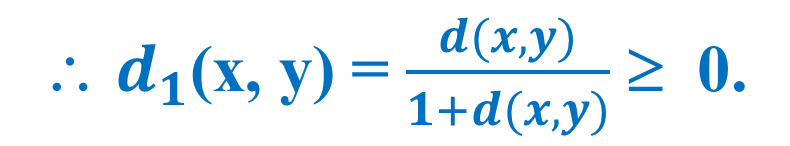 ∴ d₁(x, y) = d(x,y) / 1+d(x,y) ≥ 0.